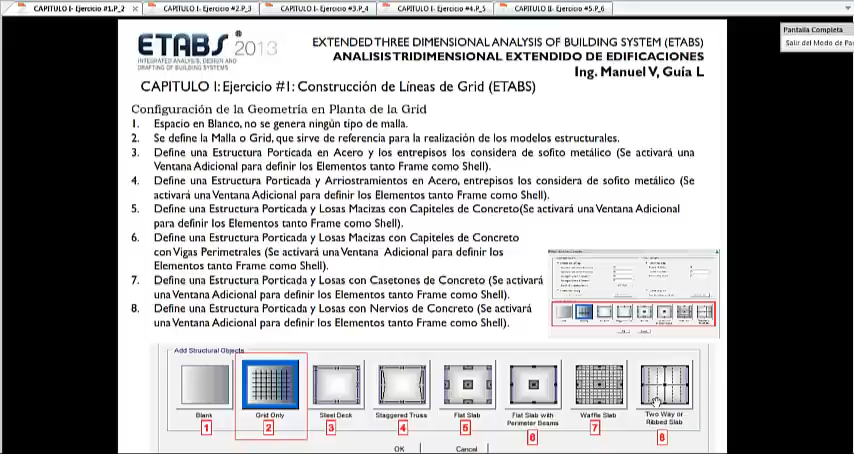 CAPITULO I- Ejercicio #1.P_2
CAPITULO I- Ejercicio #2.P_3
CAPITULO I- Ejercicio #3.P_4
CAPITULO I- Ejercicio #4.P_5
CAPITULO II- Ejercicio #5.P_6
Pantalla Completa
Salir del Modo de Pa
ETABS® 2013
INTEGRATED ANALYSIS, DESIGN AND
DRAFTING OF BUILDING SYSTEMS
EXTENDED THREE DIMENSIONAL ANALYSIS OF BUILDING SYSTEM (ETABS)
ANALISIS TRIDIMENSIONAL EXTENDIDO DE EDIFICACIONES
Ing. Manuel V, Guía L
CAPITULO I: Ejercicio #1: Construcción de Líneas de Grid (ETABS)
Configuración de la Geometría en Planta de la Grid
1. Espacio en Blanco, no se genera ningún tipo de malla.
2. Se define la Malla o Grid, que sirve de referencia para la realización de los modelos estructurales.
3. Define una Estructura Porticada en Acero y los entrepisos los considera de sofito metálico (Se activará una
Ventana Adicional para definir los Elementos tanto Frame como Shell).
4. Define una Estructura Porticada y Arriostramientos en Acero, entrepisos los considera de sofito metálico (Se
activará una Ventana Adicional para definir los Elementos tanto Frame como Shell).
5. Define una Estructura Porticada y Losas Macizas con Capiteles de Concreto(Se activará una Ventana Adicional
para definir los Elementos tanto Frame como Shell).
6. Define una Estructura Porticada y Losas Macizas con Capiteles de Concreto
con Vigas Perimetrales (Se activará una Ventana Adicional para definir los
Elementos tanto Frame como Shell).
7. Define una Estructura Porticada y Losas con Casetones de Concreto (Se activará
una Ventana Adicional para definir los Elementos tanto Frame como Shell).
8. Define una Estructura Porticada y Losas con Nervios de Concreto (Se activará
una Ventana Adicional para definir los Elementos tanto Frame como Shell).
Add Structural Objects
Blank
Grid Only
Steel Deck
Staggered Truss
Flat Slab
Flat Slab with
Perimeter Beams
Waffle Slab
Two Way or
Ribbed Slab
1
2
3
4
5
6
7
8
OK
Cancel